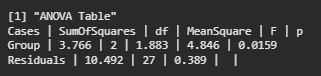 [1] "ANOVA Table"
Cases | SumOfSquares | df | MeanSquare | F | p
Group | 3.766 | 2 | 1.883 | 4.846 | 0.0159
Residuals | 10.492 | 27 | 0.389 |  |